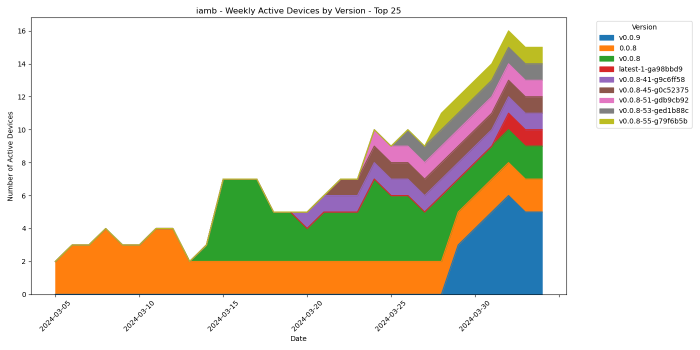 iamb - Weekly Active Devices by Version - Top 25
Number of Active Devices
16
14
12
10
8
6
4
2
0
2024-03-05
2024-03-10
2024-03-15
2024-03-20
2024-03-25
2024-03-30
Date
Version
v0.0.9
0.0.8
v0.0.8
latest-1-ga98bbd9
v0.0.8-41-g9c6ff58
v0.0.8-45-g0c52375
v0.0.8-51-gdb9cb92
v0.0.8-53-ged1b88c
v0.0.8-55-g79f6b5b